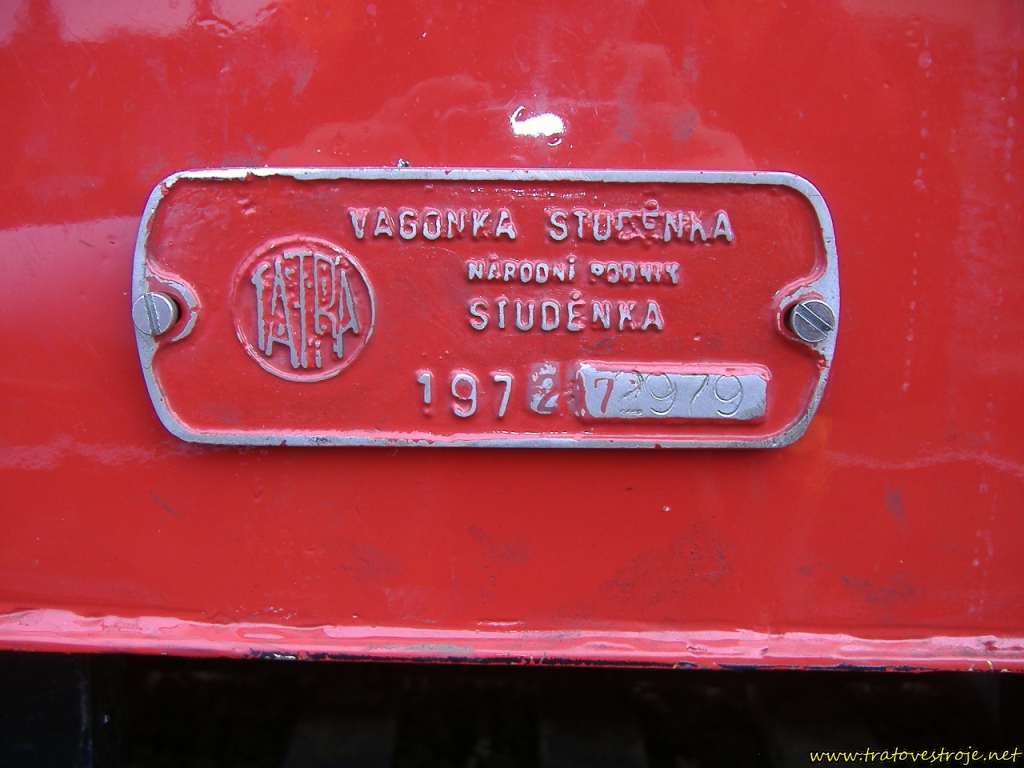 VAGONKA STUDÉNKA
NÁRODNÍ PODNIK
TATRA
STUDÉNKA
1972 72979
www.tratovestroje.net